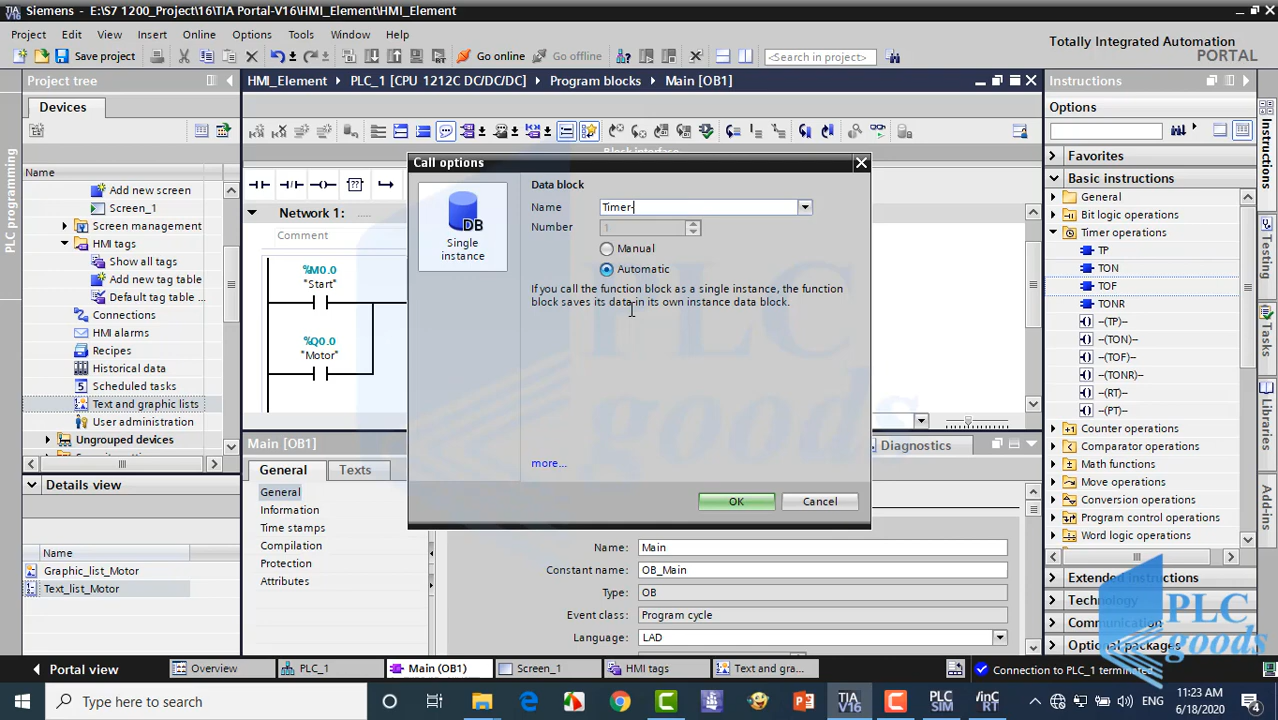 Siemens - E:\S7 1200_Project\16\TIA Portal-V16\HMI_Element\HMI_Element
Project Edit View Insert Online Options Tools Window Help
Totally Integrated Automation
PORTAL
Save project
Go online
Go offline
<Search in project>
Project tree
HMI_Element PLC_1 [CPU 1212C DC/DC/DC] Program blocks Main [OB1]
Instructions
Devices
Options
Name
Add new screen
Screen_1
Screen management
HMI tags
Show all tags
Add new tag table
Default tag table ...
Connections
HMI alarms
Recipes
Historical data
Scheduled tasks
Text and graphic lists
User administration
Ungrouped devices
Details view
Name
Graphic_list_Motor
Text_list_Motor
PLC programming
Network 1: .....
Comment
%M0.0
"Start"
%Q0.0
"Motor"
Call options
Single
instance
DB
Data block
Name Timer-
Number 1
Manual
Automatic
If you call the function block as a single instance, the function
block saves its data in its own instance data block.
more...
OK Cancel
Main [OB1]
Diagnostics
General Texts
General
Information
Time stamps
Compilation
Protection
Attributes
Name: Main
Constant name: OB_Main
Type: OB
Event class: Program cycle
Language: LAD
Favorites
Basic instructions
General
Bit logic operations
Timer operations
TP
TON
TOF
TONR
-(TP)-
-(TON)-
-(TOF)-
-(TONR)-
-(RT)-
-(PT)-
Counter operations
Comparator operations
Math functions
Move operations
Conversion operations
Program control operations
Word logic operations
Extended instructions
Technology
Communication
Optional packages
Instructions
Testing
Tasks
Libraries
Add-ins
PLC
goods
PLC
goods
Portal view
Overview
PLC_1
Main (OB1)
Screen_1
HMI tags
Text and gra...
Connection to PLC_1 terminated
Type here to search
TIA
V16
PLC
SIM
RT
ENG
11:23 AM
6/18/2020
4